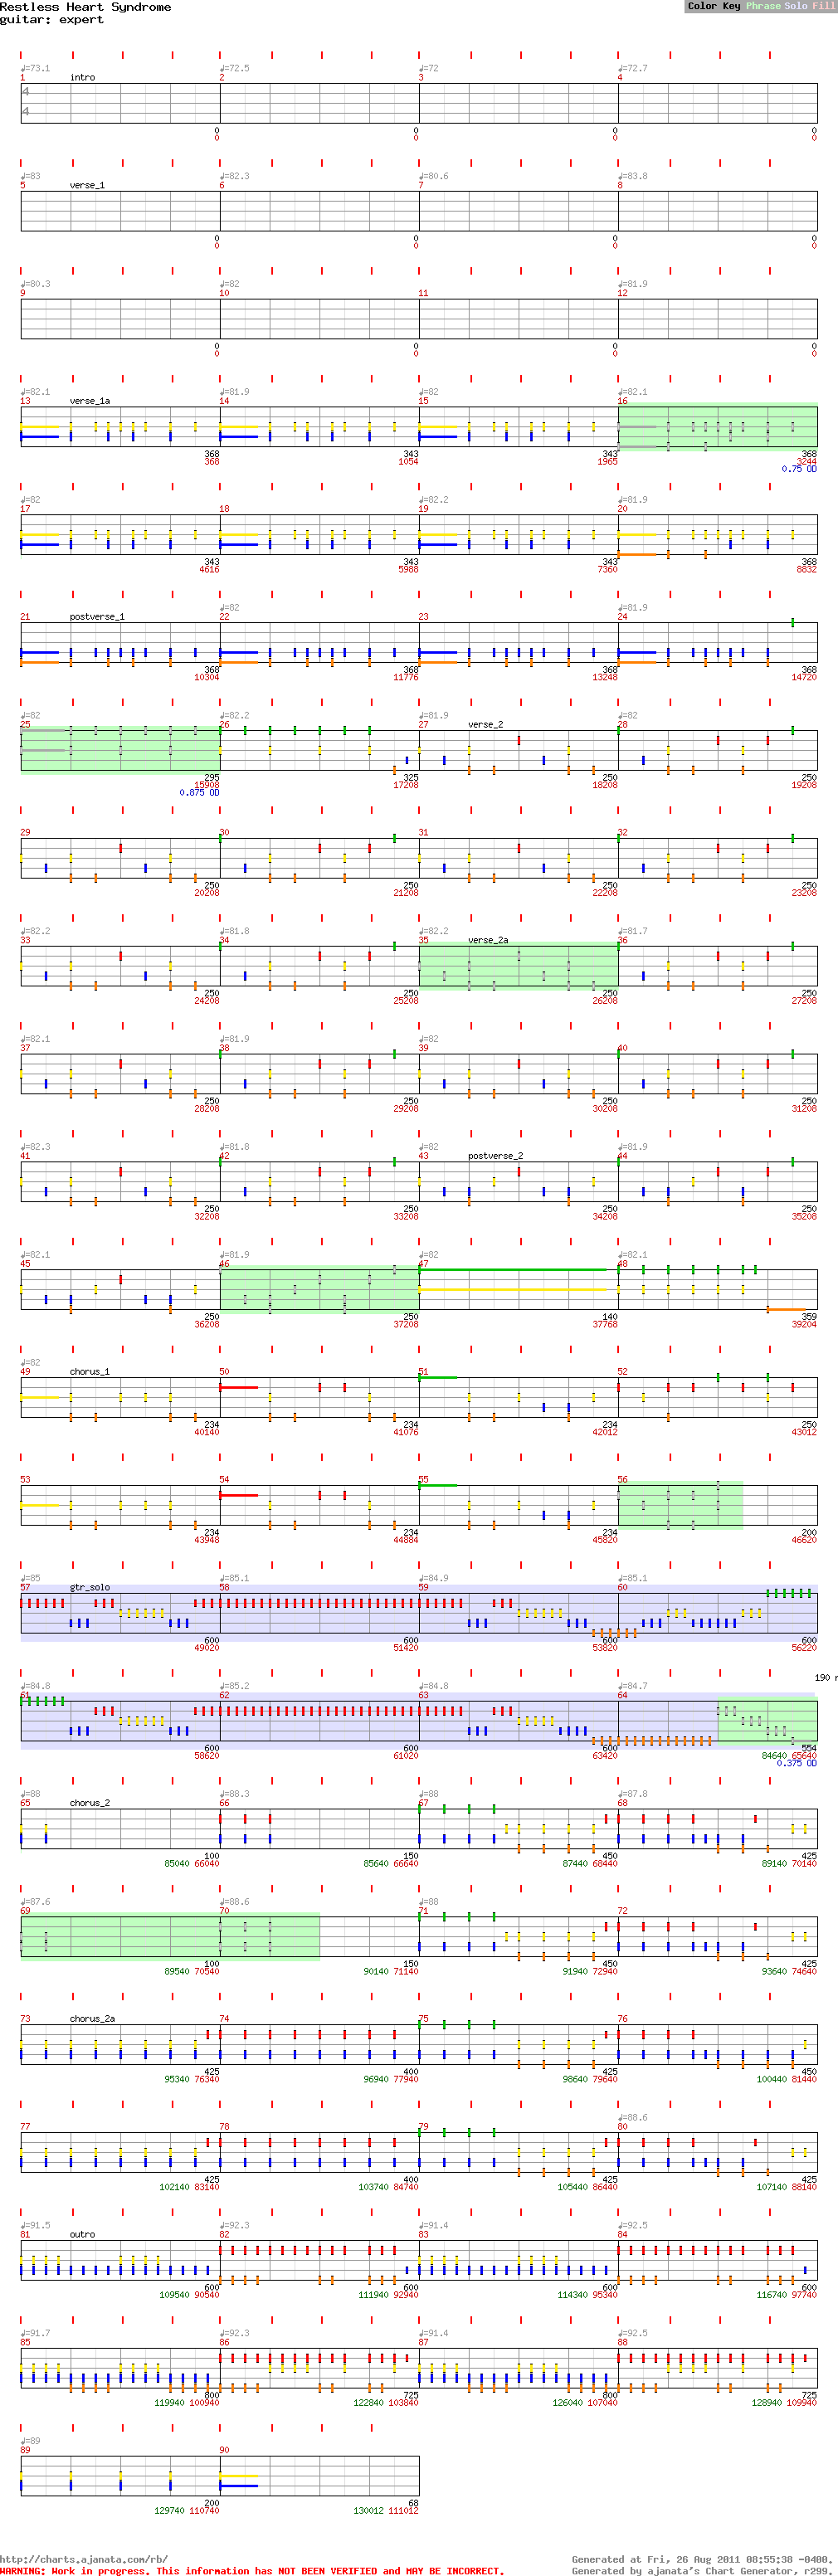 Restless Heart Syndrome
Color Key Phrase Solo Fill
guitar: expert
♩=73.1 ♩=72.5 ♩=72 ♩=72.7
1 intro 2 3 4
4
4
0 0 0 0
0 0 0 0
♩=83 ♩=82.3 ♩=80.6 ♩=83.8
5 verse_1 6 7 8
0 0 0 0
0 0 0 0
♩=80.3 ♩=82 ♩=81.9
9 10 11 12
0 0 0 0
0 0 0 0
♩=82.1 ♩=81.9 ♩=82 ♩=82.1
13 verse_1a 14 15 16
368 343 343 368
368 1054 1965 3244
0.75 OD
♩=82 ♩=82.2 ♩=81.9
17 18 19 20
343 343 343 368
4616 5988 7360 8832
♩=82 ♩=81.9
21 postverse_1 22 23 24
368 368 368 368
10304 11776 13248 14720
♩=82 ♩=82.2 ♩=81.9 ♩=82
25 26 27 verse_2 28
295 325 250 250
15908 17208 18208 19208
0.875 OD
29 30 31 32
250 250 250 250
20208 21208 22208 23208
♩=82.2 ♩=81.8 ♩=82.2 ♩=81.7
33 34 35 verse_2a 36
250 250 250 250
24208 25208 26208 27208
♩=82.1 ♩=81.9 ♩=82
37 38 39 40
250 250 250 250
28208 29208 30208 31208
♩=82.3 ♩=81.8 ♩=82 ♩=81.9
41 42 43 postverse_2 44
250 250 250 250
32208 33208 34208 35208
♩=82.1 ♩=81.9 ♩=82 ♩=82.1
45 46 47 48
250 250 140 359
36208 37208 37768 39204
♩=82
49 chorus_1 50 51 52
234 234 234 250
40140 41076 42012 43012
53 54 55 56
234 234 234 200
43948 44884 45820 46620
♩=85 ♩=85.1 ♩=84.9 ♩=85.1
57 gtr_solo 58 59 60
600 600 600 600
49020 51420 53820 56220
♩=84.8 ♩=85.2 ♩=84.8 ♩=84.7 190
61 62 63 64
600 600 600 554
58620 61020 63420 84640 65640
0.375 OD
♩=88 ♩=88.3 ♩=88 ♩=87.8
65 chorus_2 66 67 68
100 150 450 425
85040 66040 85640 66640 87440 68440 89140 70140
♩=87.6 ♩=88.6 ♩=88
69 70 71 72
100 150 450 425
89540 70540 90140 71140 91940 72940 93640 74640
73 chorus_2a 74 75 76
425 400 425 450
95340 76340 96940 77940 98640 79640 100440 81440
♩=88.6
77 78 79 80
425 400 425 425
102140 83140 103740 84740 105440 86440 107140 88140
♩=91.5 ♩=92.3 ♩=91.4 ♩=92.5
81 outro 82 83 84
600 600 600 600
109540 90540 111940 92940 114340 95340 116740 97740
♩=91.7 ♩=92.3 ♩=91.4 ♩=92.5
85 86 87 88
800 725 800 725
119940 100940 122840 103840 126040 107040 128940 109940
♩=89
89 90
200 68
129740 110740 130012 111012
http://charts.ajanata.com/rb/ Generated at Fri, 26 Aug 2011 08:55:38 -0400.
WARNING: Work in progress. This information has NOT BEEN VERIFIED and MAY BE INCORRECT. Generated by ajanata's Chart Generator, r299.